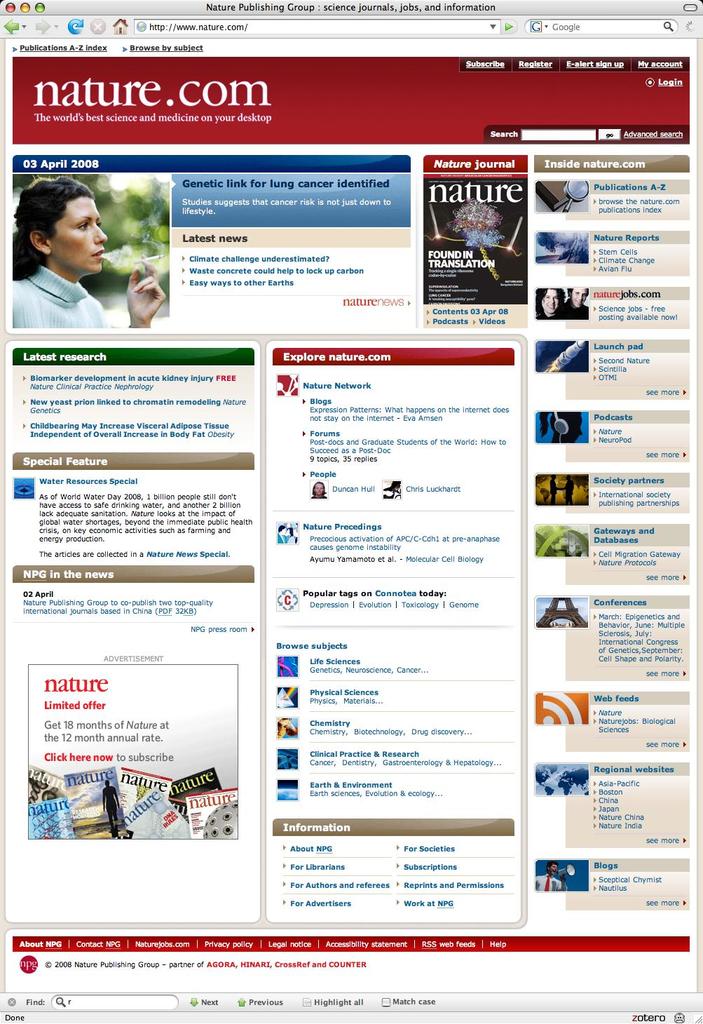 Nature Publishing Group : science journals, jobs, and information
http://www.nature.com/
Google
Publications A-Z index
Browse by subject
Subscribe
Register
E-alert sign up
My account
Login
nature.com
The world's best science and medicine on your desktop
Search
go
Advanced search
03 April 2008
Genetic link for lung cancer identified
Studies suggests that cancer risk is not just down to
lifestyle.
Latest news
Climate change underestimated?
Waste concrete could help to lock up carbon
Easy ways to other Earths
naturenews
Nature journal
nature
FOUND IN
TRANSLATION
Contents 03 Apr 08
Podcasts
Videos
Inside nature.com
Publications A-Z
browse the nature.com
publications index
Nature Reports
Stem Cells
Climate Change
Avian Flu
naturejobs.com
Science jobs - free
posting available now!
Launch pad
Second Nature
Scintilla
OTMI
see more
Podcasts
Nature
NeuroPod
see more
Society partners
International society
publishing partnerships
Gateways and
Databases
Cell Migration Gateway
Nature Protocols
see more
Conferences
March: Epigenetics and
Behavior, June: Multiple
Sclerosis, July:
International Congress
of Genetics,September:
Cell Shape and Polarity.
see more
Web feeds
Nature
Naturejobs: Biological
Sciences
see more
Regional websites
Asia-Pacific
Boston
China
Japan
Nature China
Nature India
see more
Blogs
Sceptical Chymist
Nautilus
see more
Latest research
Biomarker development in acute kidney injury FREE
Nature Clinical Practice Nephrology
New yeast prion linked to chromatin remodeling Nature
Genetics
Childbearing May Increase Visceral Adipose Tissue
Independent of Overall Increase in Body Fat Obesity
Special Feature
Water Resources Special
As of World Water Day 2008, 1 billion people still don't
have access to safe drinking water, and another 2 billion
lack adequate sanitation. Nature looks at the impact of
global water shortages, beyond the immediate public health
crisis, on key economic activities such as farming and
energy production.
The articles are collected in a Nature News Special.
NPG in the news
02 April
Nature Publishing Group to co-publish two top-quality
international journals based in China (PDF 32KB)
NPG press room
ADVERTISEMENT
nature
Limited offer
Get 18 months of Nature at
the 12 month annual rate.
Click here now to subscribe
nature
nature
nature
nature
nature
nature
Explore nature.com
Nature Network
Blogs
Expression Patterns: What happens on the internet does
not stay on the internet - Eva Amsen
Forums
Post-docs and Graduate Students of the World: How to
Succeed as a Post-Doc
9 topics, 35 replies
People
Duncan Hull
Chris Luckhardt
Nature Precedings
Precocious activation of APC/C-Cdh1 at pre-anaphase
causes genome instability
Ayumu Yamamoto et al. - Molecular Cell Biology
Popular tags on Connotea today:
Depression | Evolution | Toxicology | Genome
Browse subjects
Life Sciences
Genetics, Neuroscience, Cancer...
Physical Sciences
Physics, Materials...
Chemistry
Chemistry, Biotechnology, Drug discovery...
Clinical Practice & Research
Cancer, Dentistry, Gastroenterology & Hepatology...
Earth & Environment
Earth sciences, Evolution & ecology...
Information
About NPG
For Societies
For Librarians
Subscriptions
For Authors and referees
Reprints and Permissions
For Advertisers
Work at NPG
About NPG | Contact NPG | Naturejobs.com | Privacy policy | Legal notice | Accessibility statement | RSS web feeds | Help
npg
© 2008 Nature Publishing Group – partner of AGORA, HINARI, CrossRef and COUNTER
Find:
r
Next
Previous
Highlight all
Match case
Done
zotero